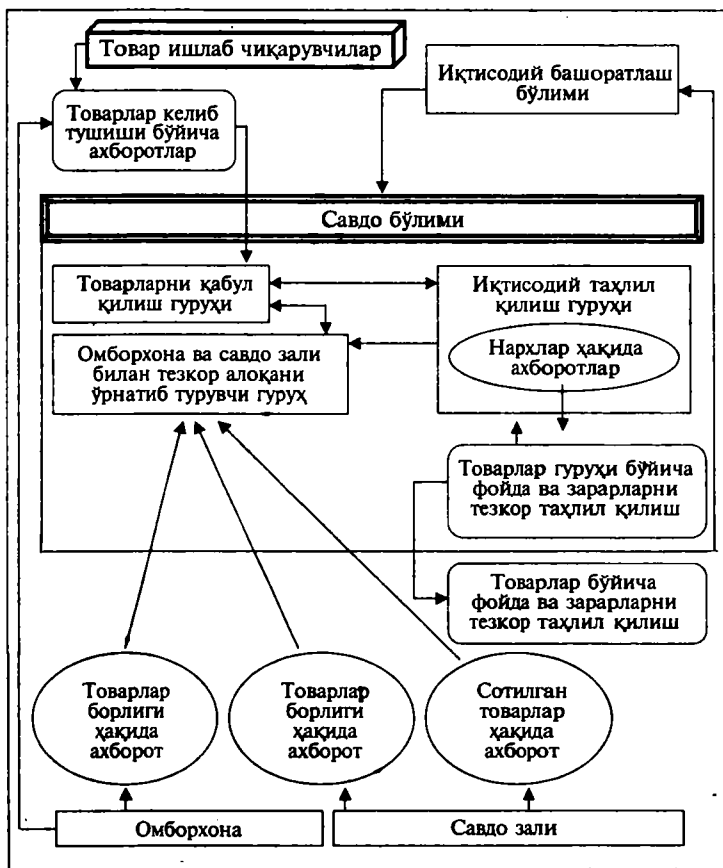 Товар ишлаб чиқарувчилар
Иқтисодий башоратлаш
бўлими
Товарлар келиб
тушиши бўйича
ахборотлар
Савдо бўлими
Товарларни қабул
қилиш гуруҳи
Иқтисодий таҳлил
қилиш гуруҳи
Нархлар ҳақида
ахборотлар
Омборхона ва савдо зали
билан тезкор алоқани
ўрнатиб турувчи гуруҳ
Товарлар гуруҳи бўйича
фойда ва зарарларни
тезкор таҳлил қилиш
Товарлар бўйича
фойда ва зарарларни
тезкор таҳлил қилиш
Товарлар
борлиги
ҳақида
ахборот
Товарлар
борлиги
ҳақида
ахборот
Сотилган
товарлар
ҳақида
ахборот
Омборхона
Савдо зали